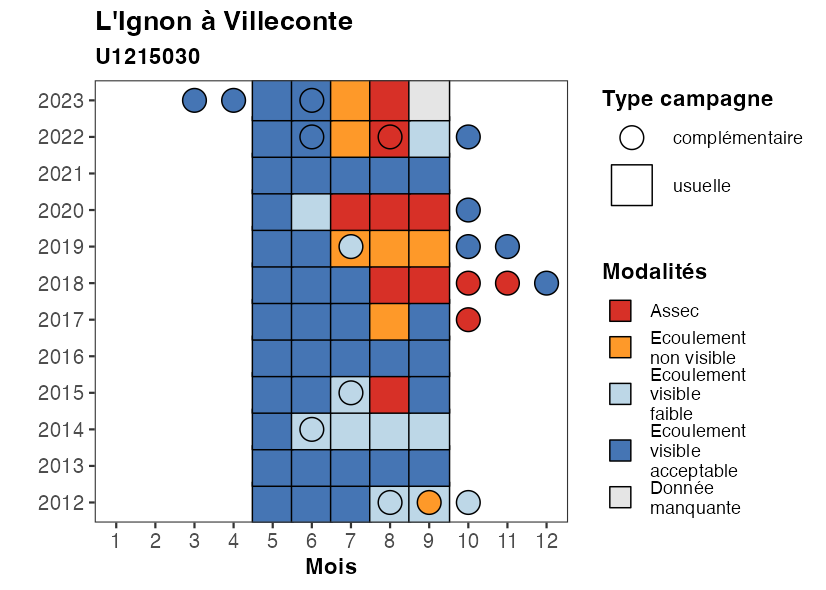 L'Ignon à Villeconte
U1215030
2023
2022
2021
2020
2019
2018
2017
2016
2015
2014
2013
2012
1 2 3 4 5 6 7 8 9 10 11 12
Mois
Type campagne
complémentaire
usuelle
Modalités
Assec
Ecoulement
non visible
Ecoulement
visible
faible
Ecoulement
visible
acceptable
Donnée
manquante